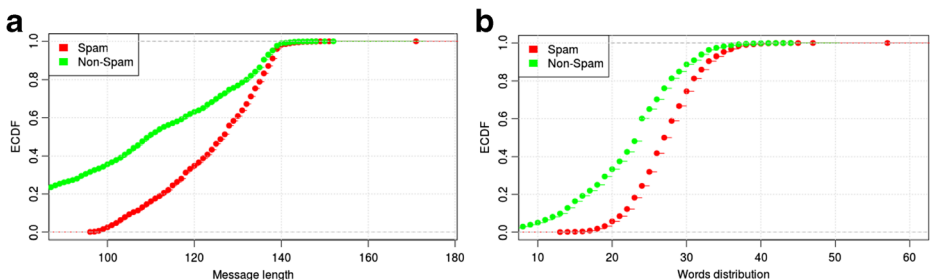 a
Spam
Non-Spam
ECDF
0.0 0.2 0.4 0.6 0.8 1.0
100 120 140 160 180
Message length
b
Spam
Non-Spam
ECDF
0.0 0.2 0.4 0.6 0.8 1.0
10 20 30 40 50 60
Words distribution